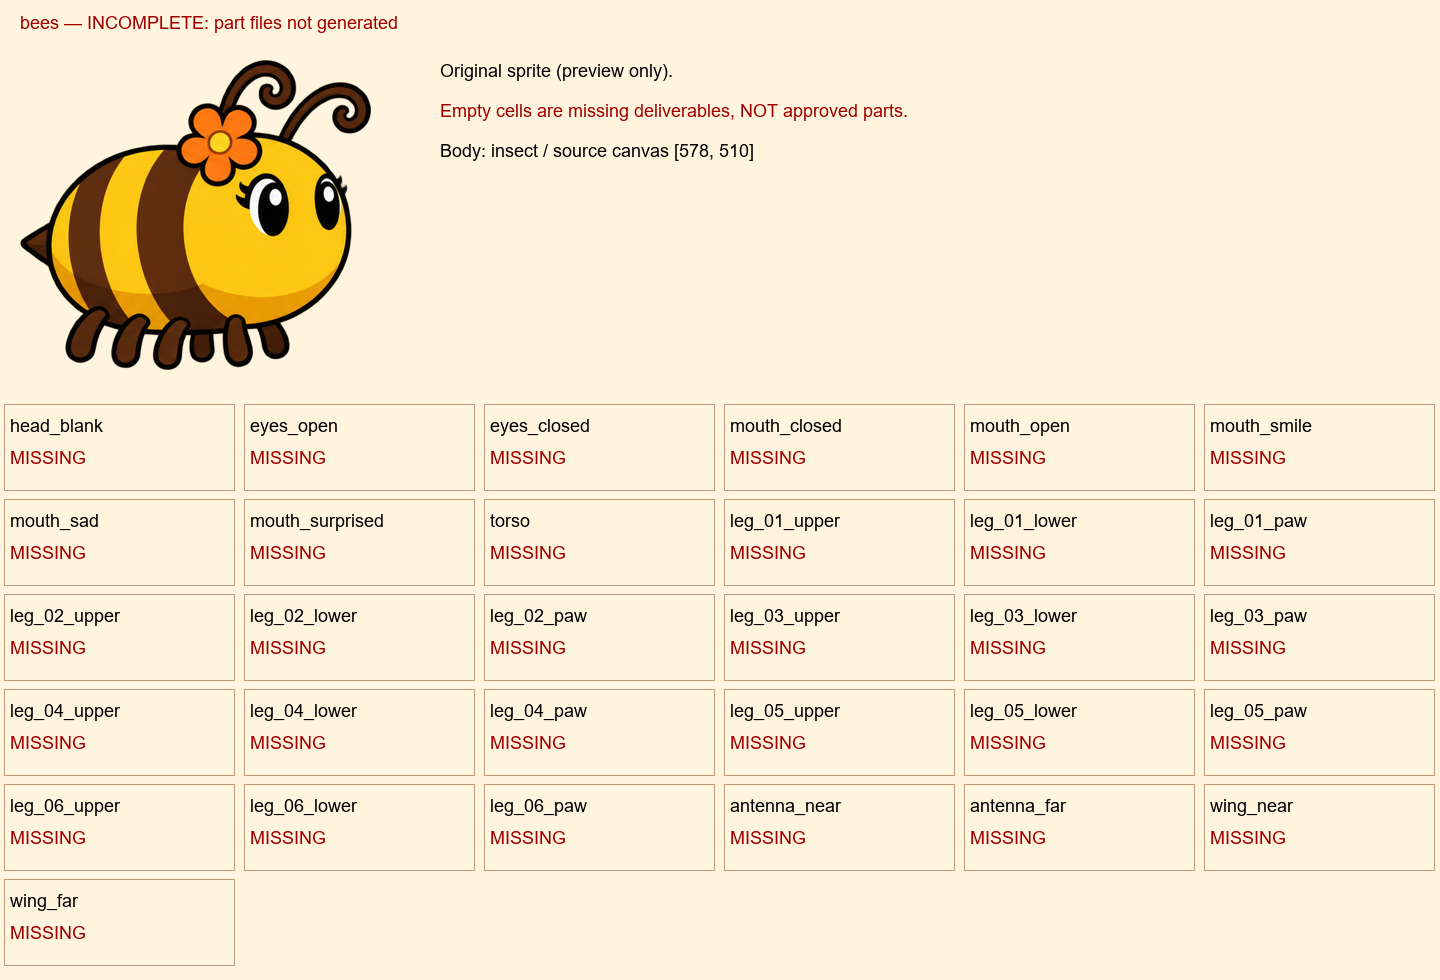 bees — INCOMPLETE: part files not generated
Original sprite (preview only).
Empty cells are missing deliverables, NOT approved parts.
Body: insect / source canvas [578, 510]
head_blank
MISSING
eyes_open
MISSING
eyes_closed
MISSING
mouth_closed
MISSING
mouth_open
MISSING
mouth_smile
MISSING
mouth_sad
MISSING
mouth_surprised
MISSING
torso
MISSING
leg_01_upper
MISSING
leg_01_lower
MISSING
leg_01_paw
MISSING
leg_02_upper
MISSING
leg_02_lower
MISSING
leg_02_paw
MISSING
leg_03_upper
MISSING
leg_03_lower
MISSING
leg_03_paw
MISSING
leg_04_upper
MISSING
leg_04_lower
MISSING
leg_04_paw
MISSING
leg_05_upper
MISSING
leg_05_lower
MISSING
leg_05_paw
MISSING
leg_06_upper
MISSING
leg_06_lower
MISSING
leg_06_paw
MISSING
antenna_near
MISSING
antenna_far
MISSING
wing_near
MISSING
wing_far
MISSING